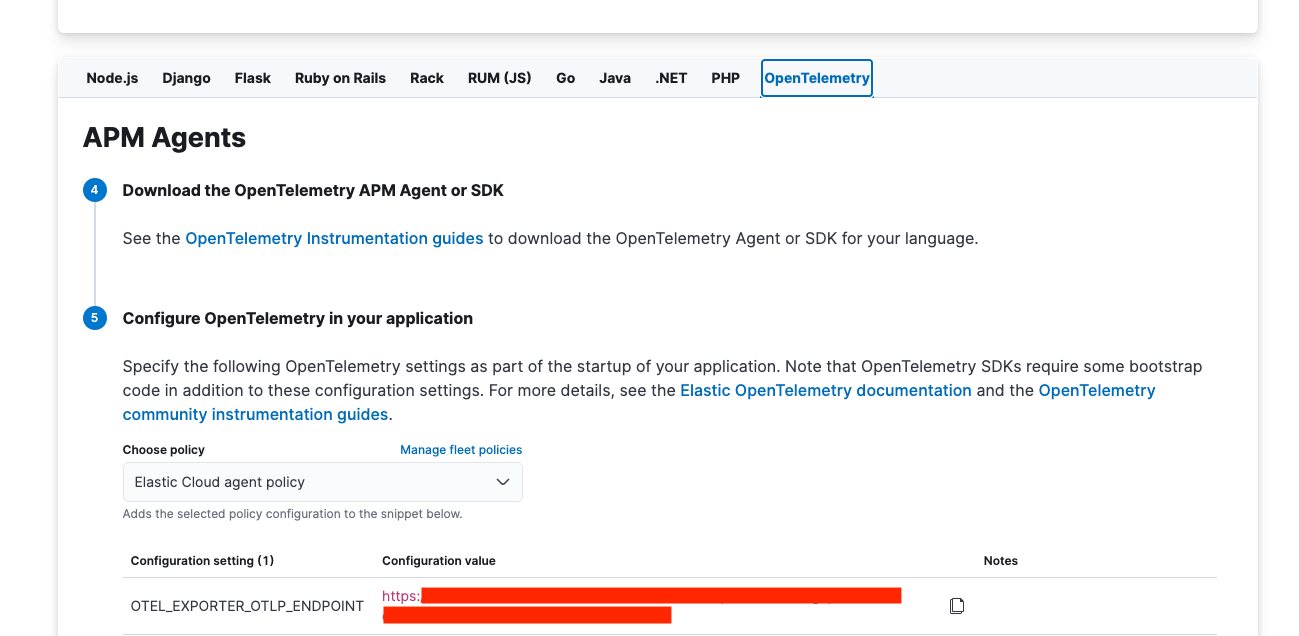 Node.js Django Flask Ruby on Rails Rack RUM (JS) Go Java .NET PHP OpenTelemetry
APM Agents
4 Download the OpenTelemetry APM Agent or SDK
See the OpenTelemetry Instrumentation guides to download the OpenTelemetry Agent or SDK for your language.
5 Configure OpenTelemetry in your application
Specify the following OpenTelemetry settings as part of the startup of your application. Note that OpenTelemetry SDKs require some bootstrap
code in addition to these configuration settings. For more details, see the Elastic OpenTelemetry documentation and the OpenTelemetry
community instrumentation guides.
Choose policy Manage fleet policies
Elastic Cloud agent policy
Adds the selected policy configuration to the snippet below.
Configuration setting (1) Configuration value Notes
OTEL_EXPORTER_OTLP_ENDPOINT https: